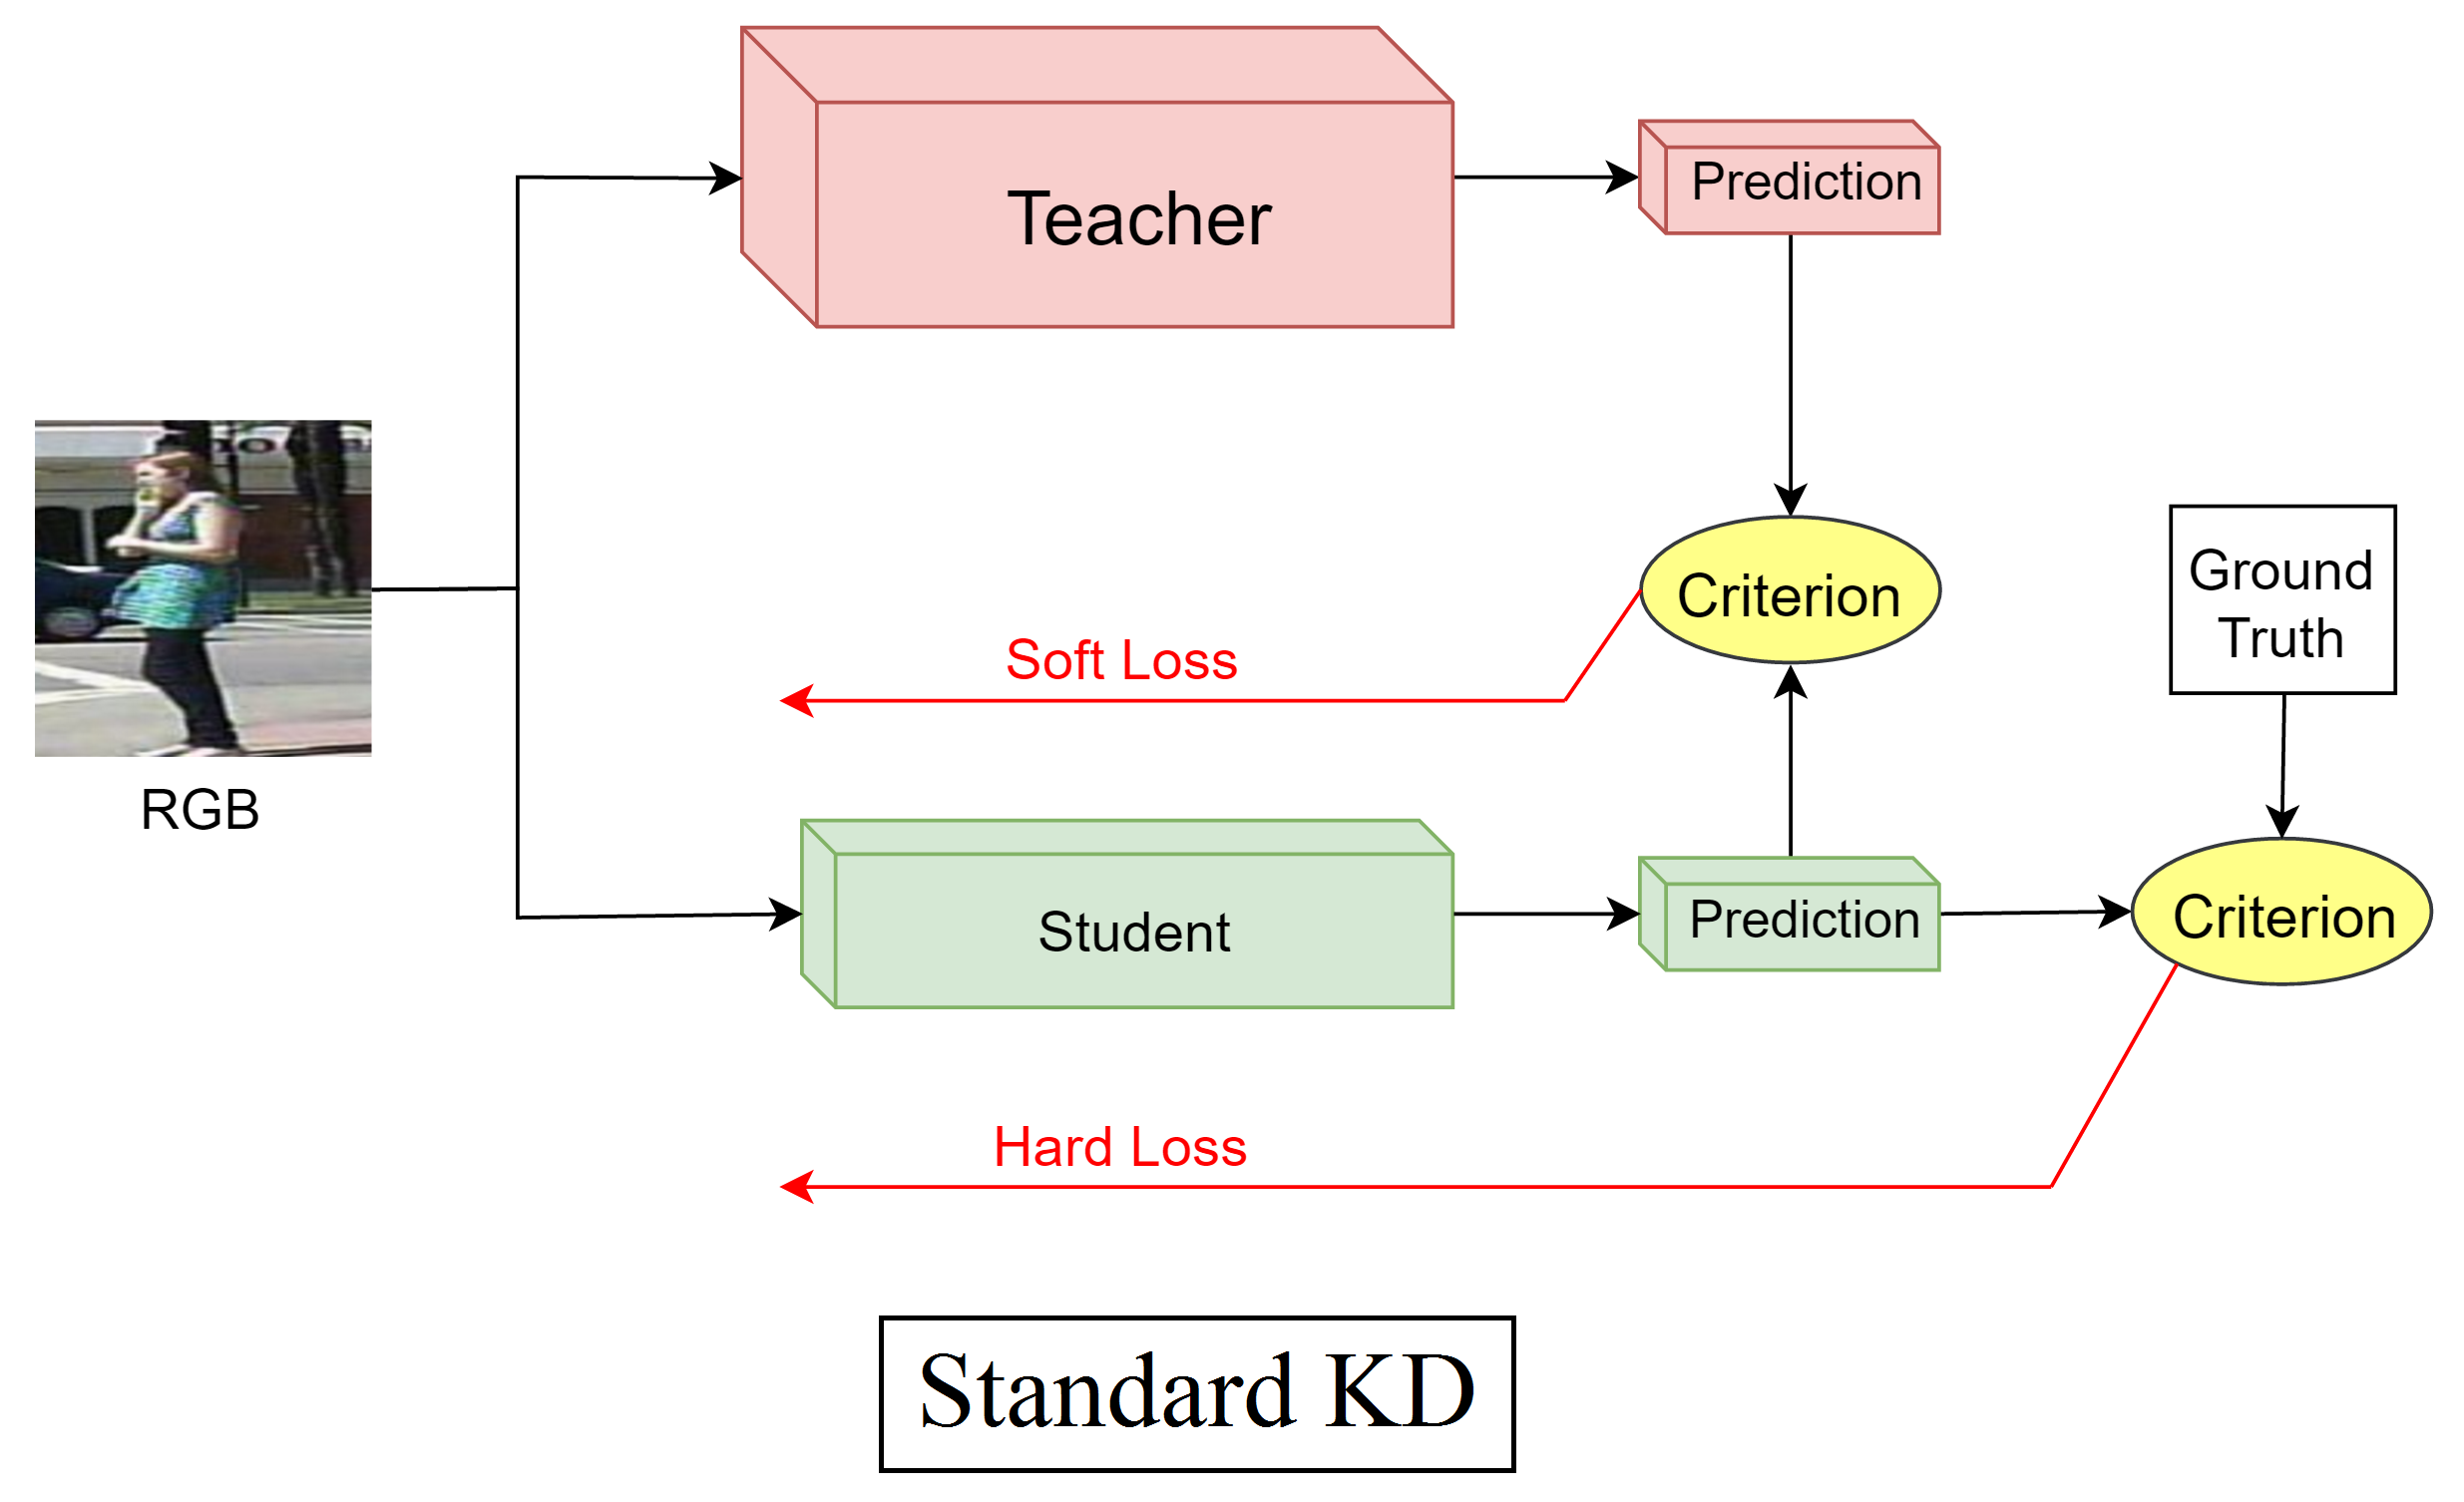 Teacher
Prediction
Criterion
Ground
Truth
Soft Loss
RGB
Student
Prediction
Criterion
Hard Loss
Standard KD